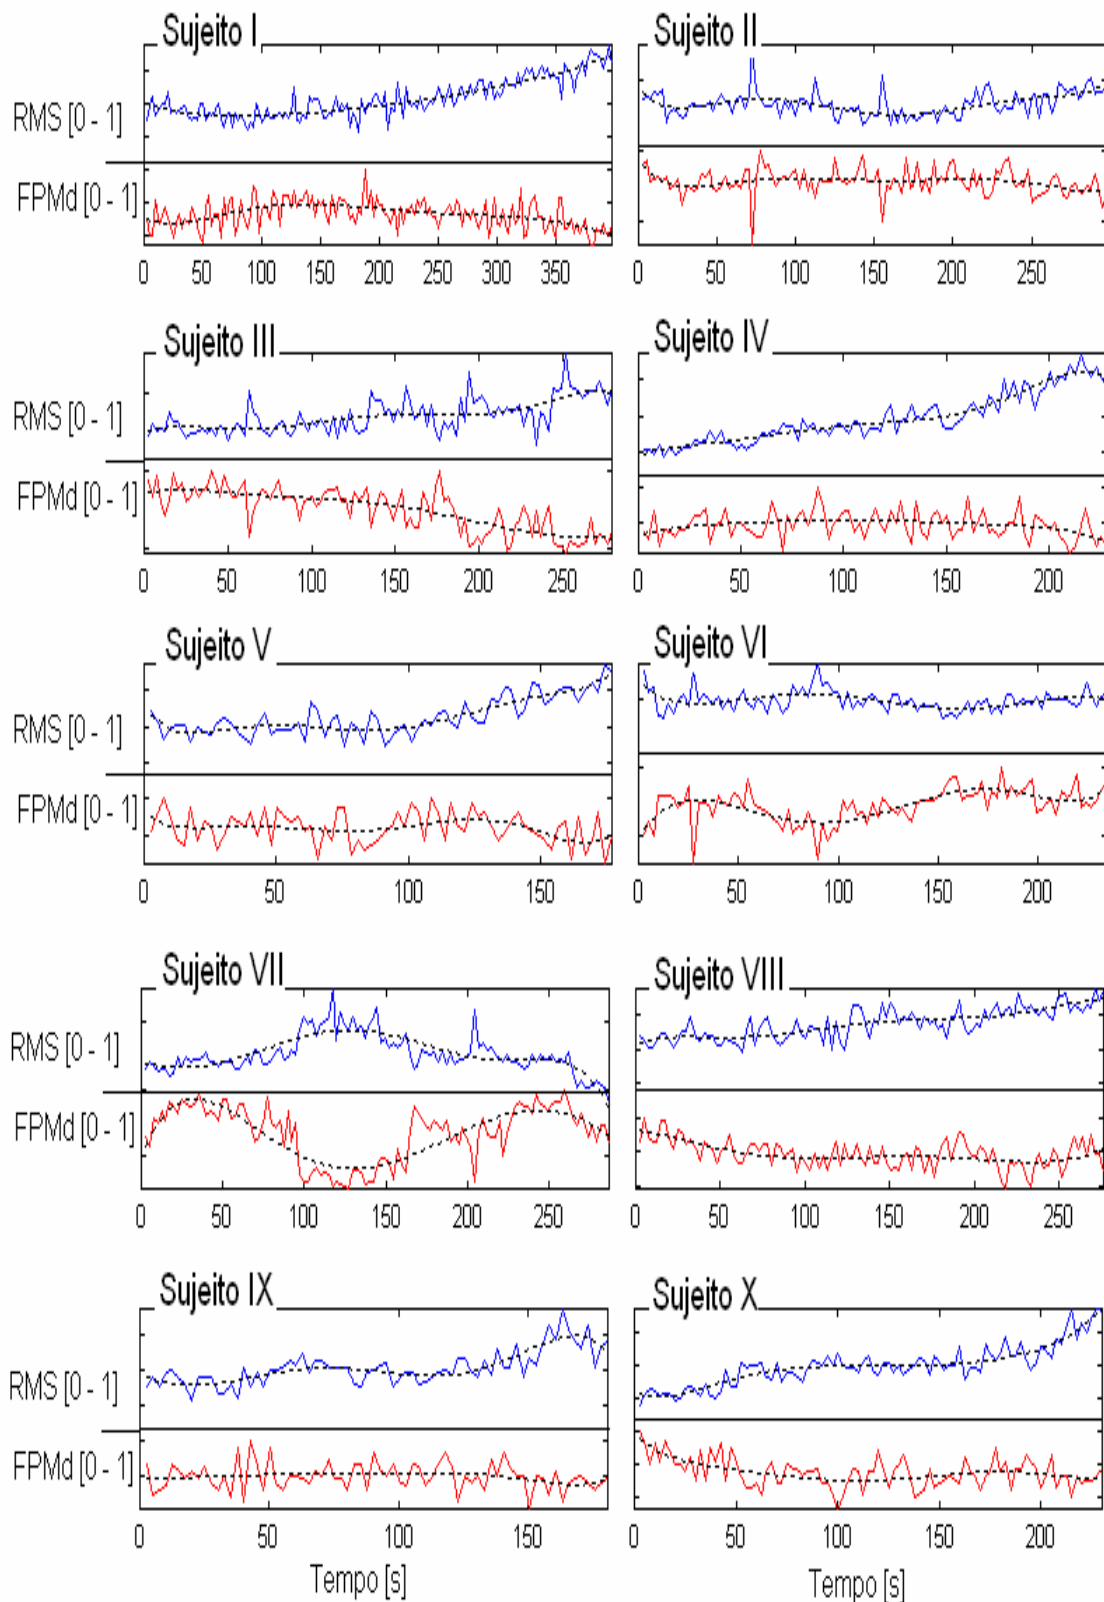 Sujeito I
RMS [0 - 1]
FPMd [0 - 1]
0 50 100 150 200 250 300 350
Sujeito II
0 50 100 150 200 250
Sujeito III
RMS [0 - 1]
FPMd [0 - 1]
0 50 100 150 200 250
Sujeito IV
0 50 100 150 200
Sujeito V
RMS [0 - 1]
FPMd [0 - 1]
0 50 100 150
Sujeito VI
0 50 100 150 200
Sujeito VII
RMS [0 - 1]
FPMd [0 - 1]
0 50 100 150 200 250
Sujeito VIII
0 50 100 150 200 250
Sujeito IX
RMS [0 - 1]
FPMd [0 - 1]
0 50 100 150
Tempo [s]
Sujeito X
0 50 100 150 200
Tempo [s]